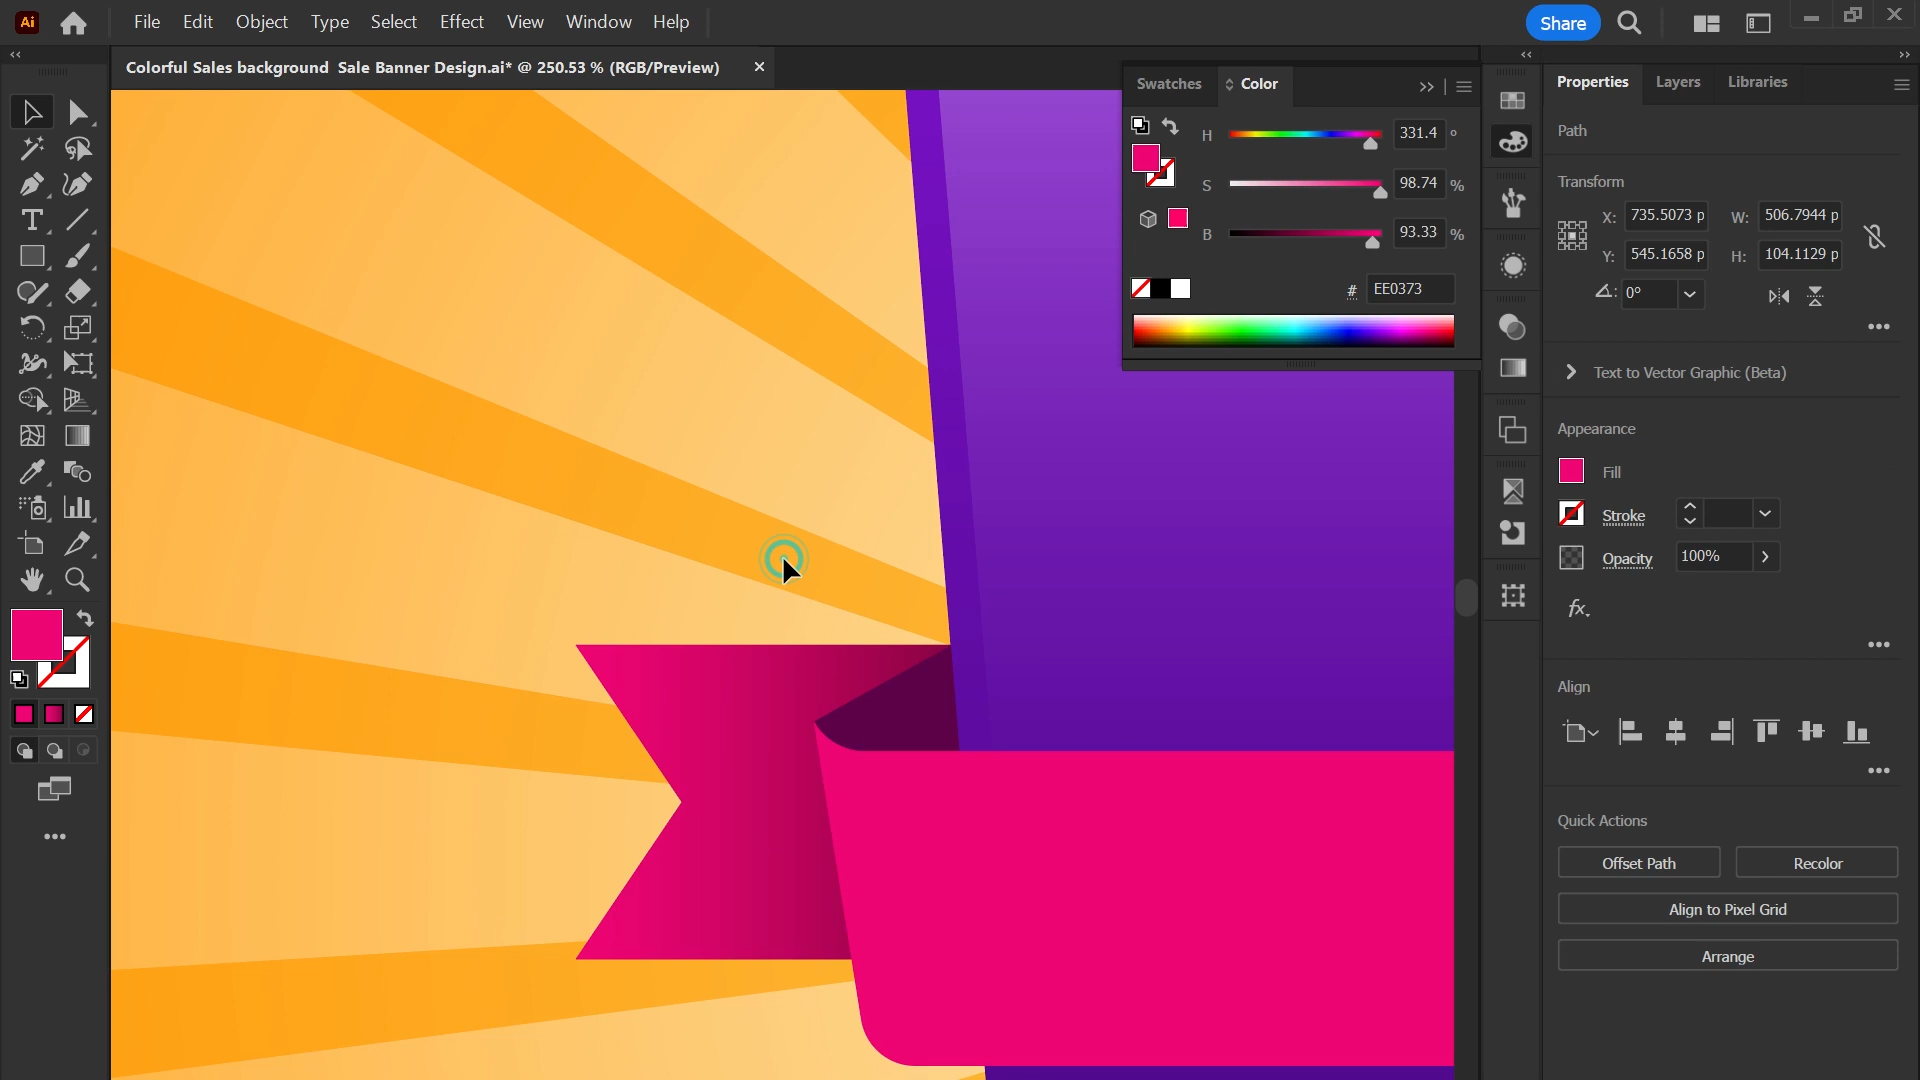 Ai File Edit Object Type Select Effect View Window Help Share
Colorful Sales background Sale Banner Design.ai* @ 250.53 % (RGB/Preview)
Swatches Color
H 331.4 °
S 98.74 %
B 93.33 %
# EE0373
Properties Layers Libraries
Path
Transform
X: 735.5073 p W: 506.7944 p
Y: 545.1658 p H: 104.1129 p
0°
Text to Vector Graphic (Beta)
Appearance
Fill
Stroke
Opacity 100%
fx.
Align
Quick Actions
Offset Path Recolor
Align to Pixel Grid
Arrange